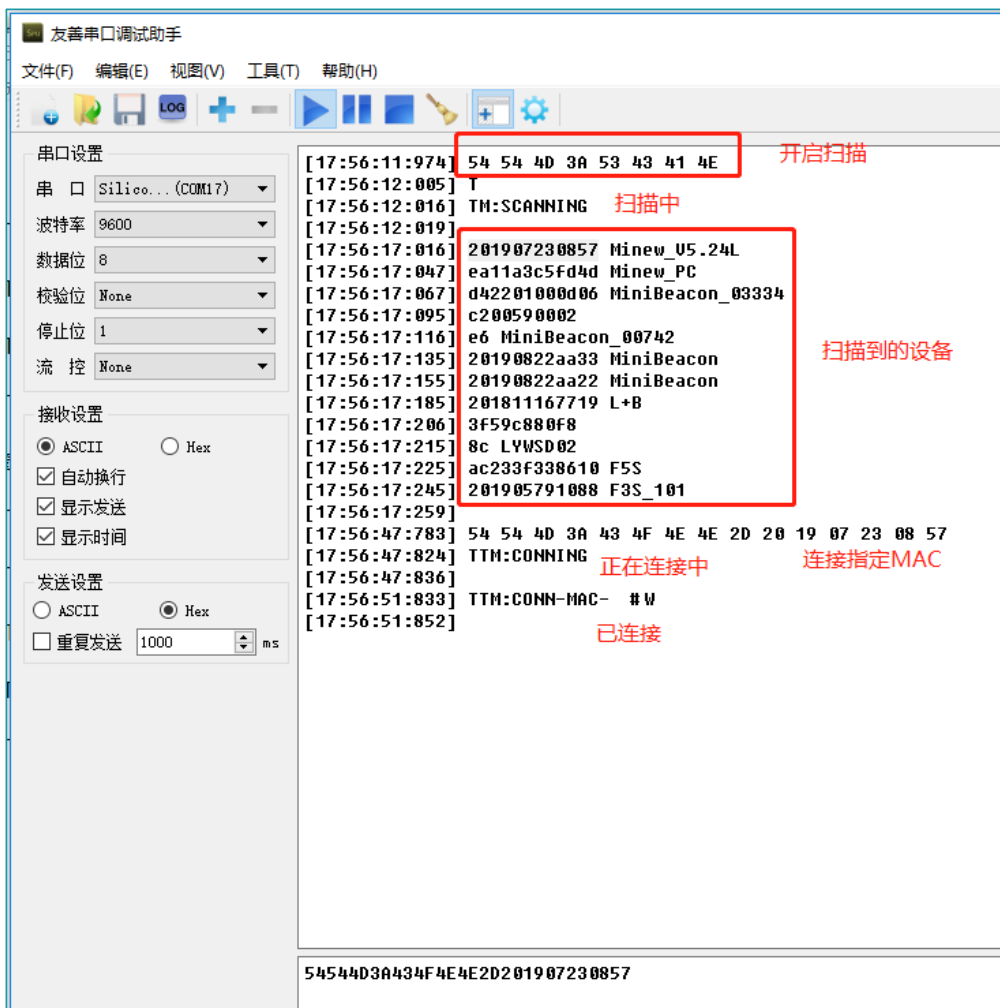 友善串口调试助手
文件(F) 编辑(E) 视图(V) 工具(T) 帮助(H)
LOG
串口设置
串 口 Silico...(COM17)
波特率 9600
数据位 8
校验位 None
停止位 1
流 控 None
接收设置
ASCII Hex
自动换行
显示发送
显示时间
发送设置
ASCII Hex
重复发送 1000 ms
[17:56:11:974] 54 54 4D 3A 53 43 41 4E 开启扫描
[17:56:12:005] T
[17:56:12:016] TM:SCANNING 扫描中
[17:56:12:019]
[17:56:17:016] 201907230857 Minew_V5.24L
[17:56:17:047] ea11a3c5fd4d Minew_PC
[17:56:17:067] d42201000d06 MiniBeacon_03334
[17:56:17:095] c200590002
[17:56:17:116] e6 MiniBeacon_00742
扫描到的设备
[17:56:17:135] 20190822aa33 MiniBeacon
[17:56:17:155] 20190822aa22 MiniBeacon
[17:56:17:185] 201811167719 L+B
[17:56:17:206] 3f59c880f8
[17:56:17:215] 8c LYWSD02
[17:56:17:225] ac233f338610 F5S
[17:56:17:245] 201905791088 F3S_101
[17:56:17:259]
[17:56:47:783] 54 54 4D 3A 43 4F 4E 4E 2D 20 19 07 23 08 57
[17:56:47:824] TTM:CONNING 正在连接中 连接指定MAC
[17:56:47:836]
[17:56:51:833] TTM:CONN-MAC- #W
[17:56:51:852]
已连接
54544D3A434F4E4E2D201907230857